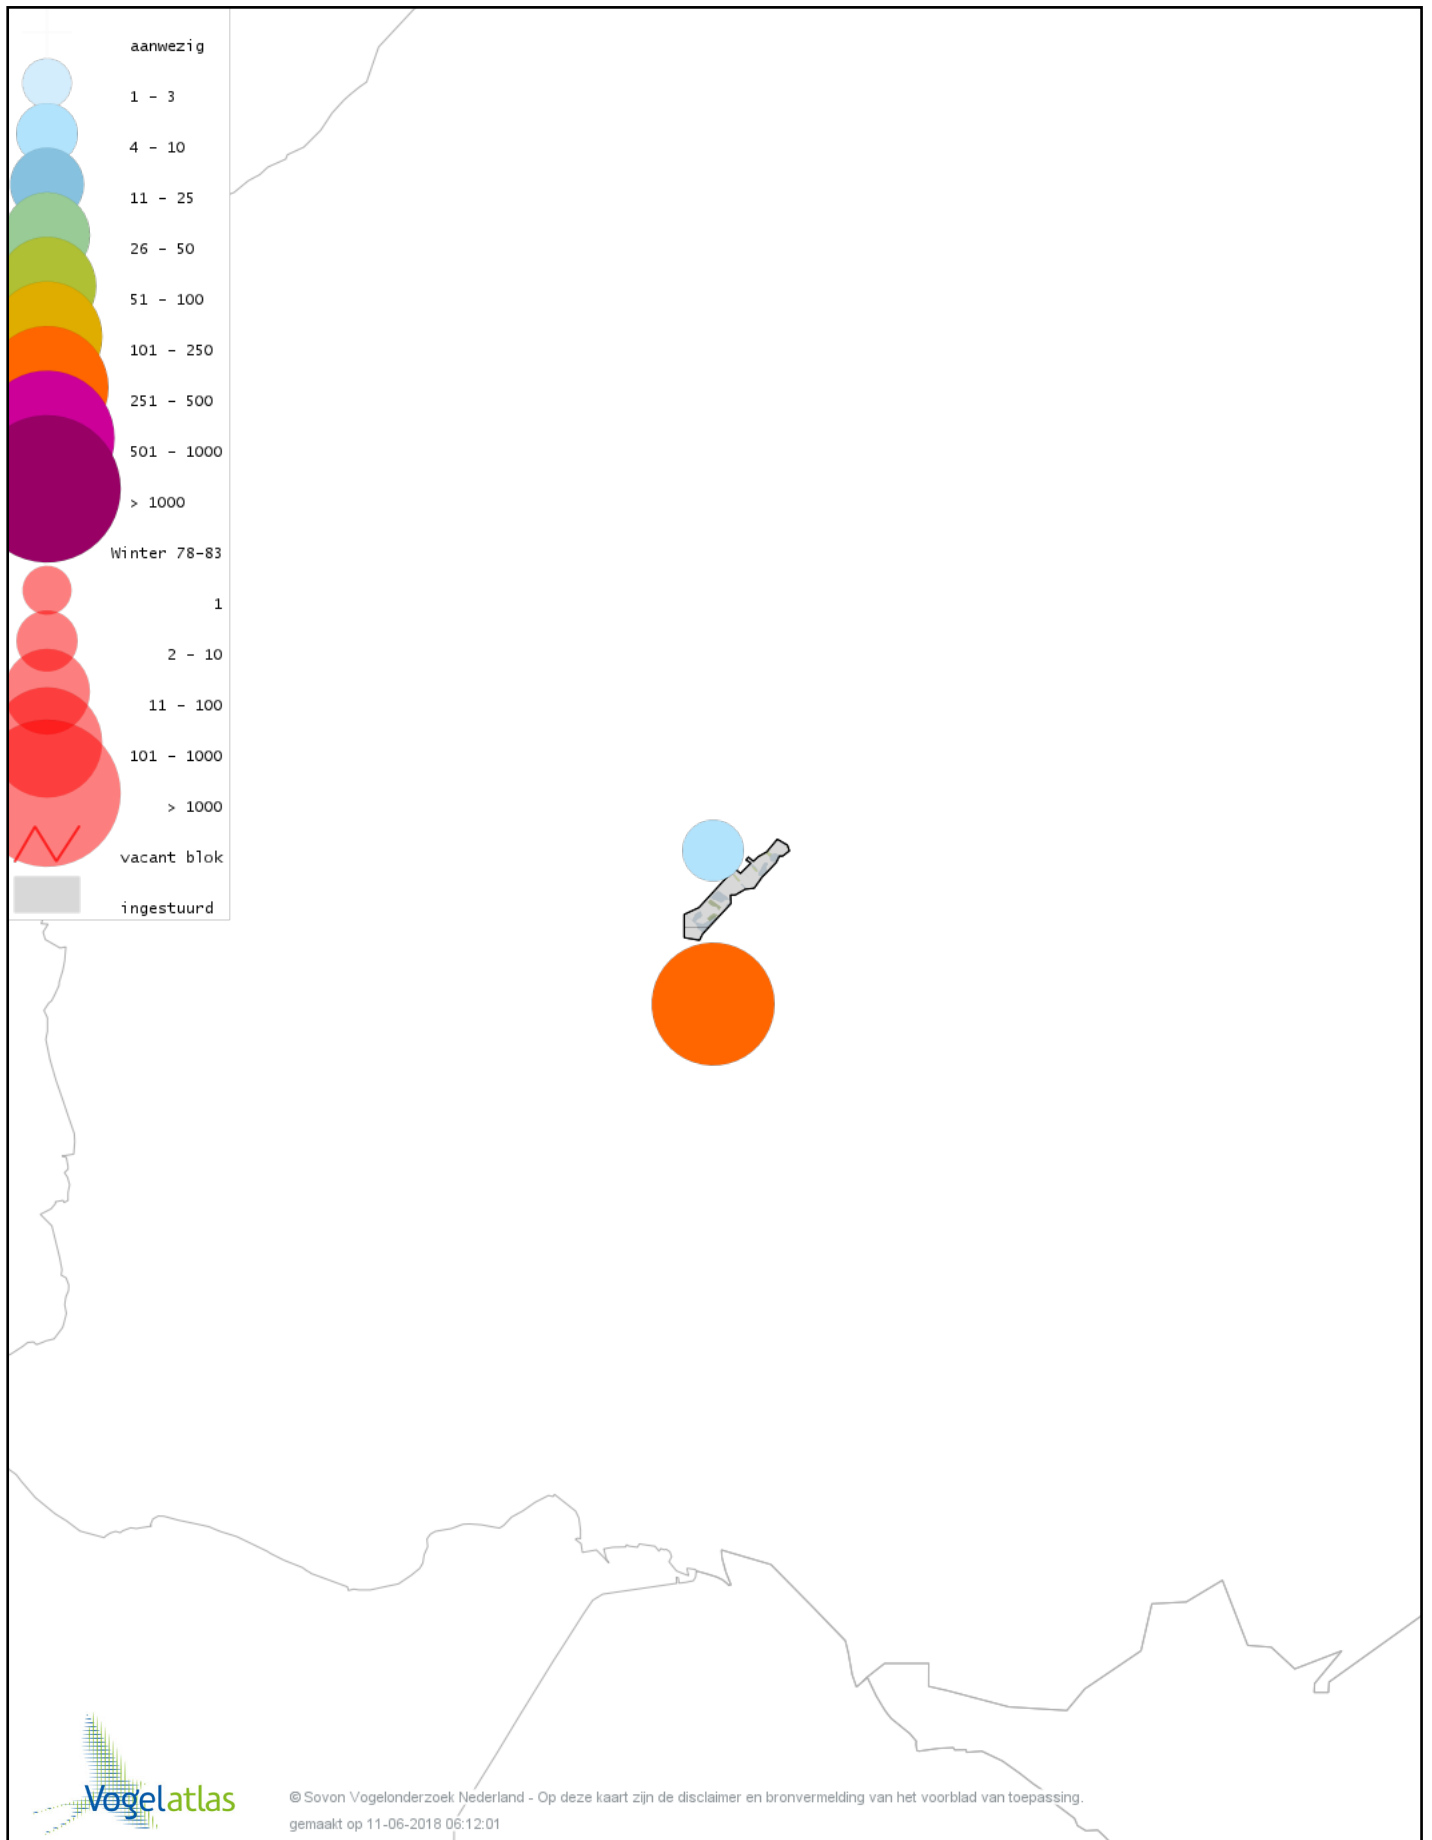 aanwezig
1 - 3
4 - 10
11 - 25
26 - 50
51 - 100
101 - 250
251 - 500
501 - 1000
> 1000
Winter 78-83
1
2 - 10
11 - 100
101 - 1000
> 1000
vacant blok
ingestuurd
Vogelatlas
© Sovon Vogelonderzoek Nederland - Op deze kaart zijn de disclaimer en bronvermelding van het voorblad van toepassing.
gemaakt op 11-06-2018 06:12:01